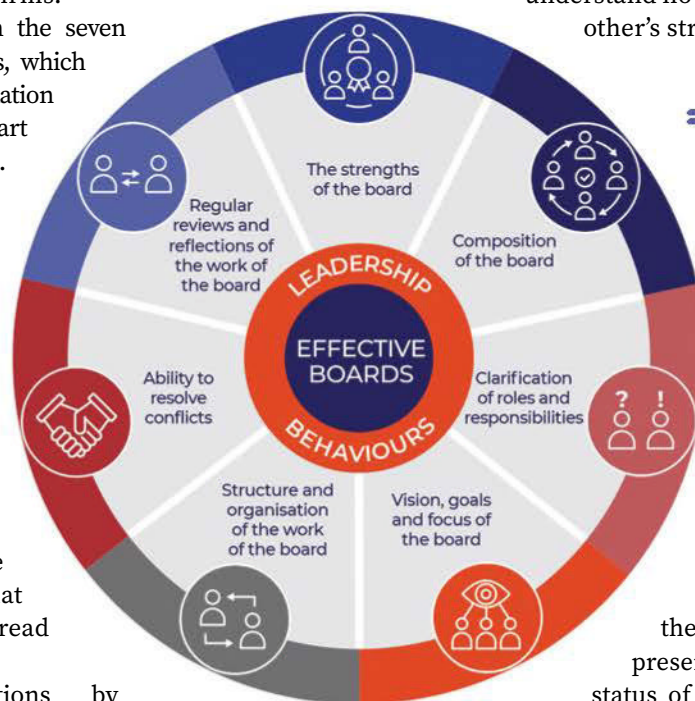 n the seven
s, which
ation
art
understand
other's str
The strengths
of the board
Composition
of the board
Clarification
of roles and
responsibilities
? !
Vision, goals
and focus of
the board
Structure and
organisation
of the work
of the board
Ability to
resolve
conflicts
Regular
reviews and
reflections of
the work of
the board
LEADERSHIP
EFFECTIVE
BOARDS
BEHAVIOURS
at
read
tions by
the
presen
status of